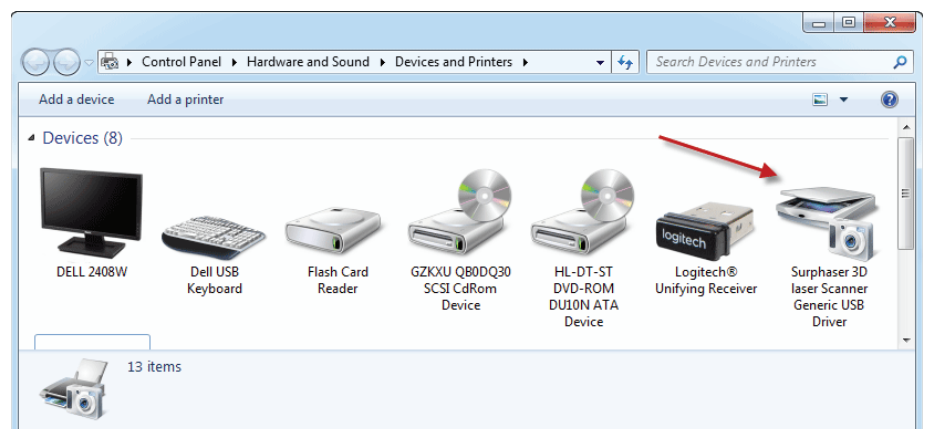 Control Panel Hardware and Sound Devices and Printers Search Devices and Printers
Add a device Add a printer
Devices (8)
logitech
DELL 2408W
Dell USB
Keyboard
Flash Card
Reader
GZKXU QB0DQ30
SCSI CdRom
Device
HL-DT-ST
DVD-ROM
DU10N ATA
Device
Logitech®
Unifying Receiver
Surphaser 3D
laser Scanner
Generic USB
Driver
13 items